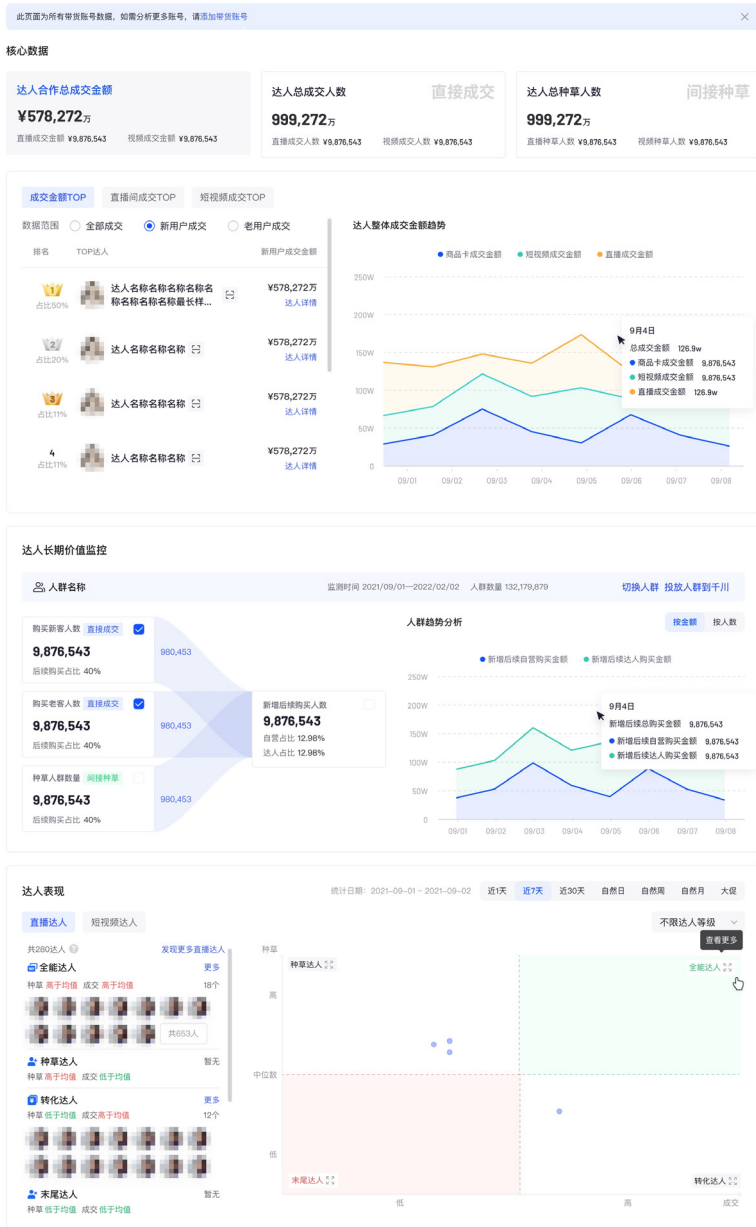 此页面为所有带货账号数据，如需分析更多账号，请添加带货账号
核心数据
达人合作总成交金额
¥578,272万
直播成交金额 ¥9,876,543 视频成交金额 ¥9,876,543
达人总成交人数 直接成交
999,272万
直播成交人数 ¥9,876,543 视频成交人数 ¥9,876,543
达人总种草人数 间接种草
999,272万
直播种草人数 ¥9,876,543 视频种草人数 ¥9,876,543
成交金额TOP 直播间成交TOP 短视频成交TOP
数据范围 全部成交 新用户成交 老用户成交
排名 TOP达人 新用户成交金额
1
占比50%
达人名称名称名称名称名
称名称名称名称最长样...
¥578,272万
达人详情
2
占比20%
达人名称名称名称
¥578,272万
达人详情
3
占比11%
达人名称名称名称
¥578,272万
达人详情
4
占比11%
达人名称名称名称
¥578,272万
达人详情
达人整体成交金额趋势
商品卡成交金额 短视频成交金额 直播成交金额
250W
200W
150W
100W
50W
0
09/01 09/02 09/03 09/04 09/05 09/06 09/07 09/08
9月4日
总成交金额 126.9w
商品卡成交金额 9,876,543
短视频成交金额 9,876,543
直播成交金额 126.9w
达人长期价值监控
人群名称 监测时间 2021/09/01—2022/02/02 人群数量 132,179,879 切换人群 投放人群到千川
购买新客人数 直接成交
9,876,543
后续购买占比 40%
980,453
购买老客人数 直接成交
9,876,543
后续购买占比 40%
980,453
种草人群数量 间接种草
9,876,543
后续购买占比 40%
980,453
新增后续购买人数
9,876,543
自营占比 12.98%
达人占比 12.98%
人群趋势分析 按金额 按人数
新增后续自营购买金额 新增后续达人购买金额
250W
200W
150W
100W
50W
0
09/01 09/02 09/03 09/04 09/05 09/06 09/07 09/08
9月4日
新增后续总购买金额 9,876,543
新增后续自营购买金额 9,876,543
新增后续达人购买金额 9,876,543
达人表现
统计日期：2021-09-01 ~ 2021-09-02 近1天 近7天 近30天 自然日 自然周 自然月 大促
直播达人 短视频达人
不限达人等级
查看更多
共280达人 发现更多直播达人
全能达人 更多
种草 高于均值 成交 高于均值 18个
共653人
种草达人 暂无
种草 高于均值 成交 低于均值
转化达人 更多
种草 低于均值 成交 高于均值 12个
末尾达人 暂无
种草 低于均值 成交 低于均值
种草
种草达人
全能达人
高
中位数
低
末尾达人
转化达人
低 高 成交